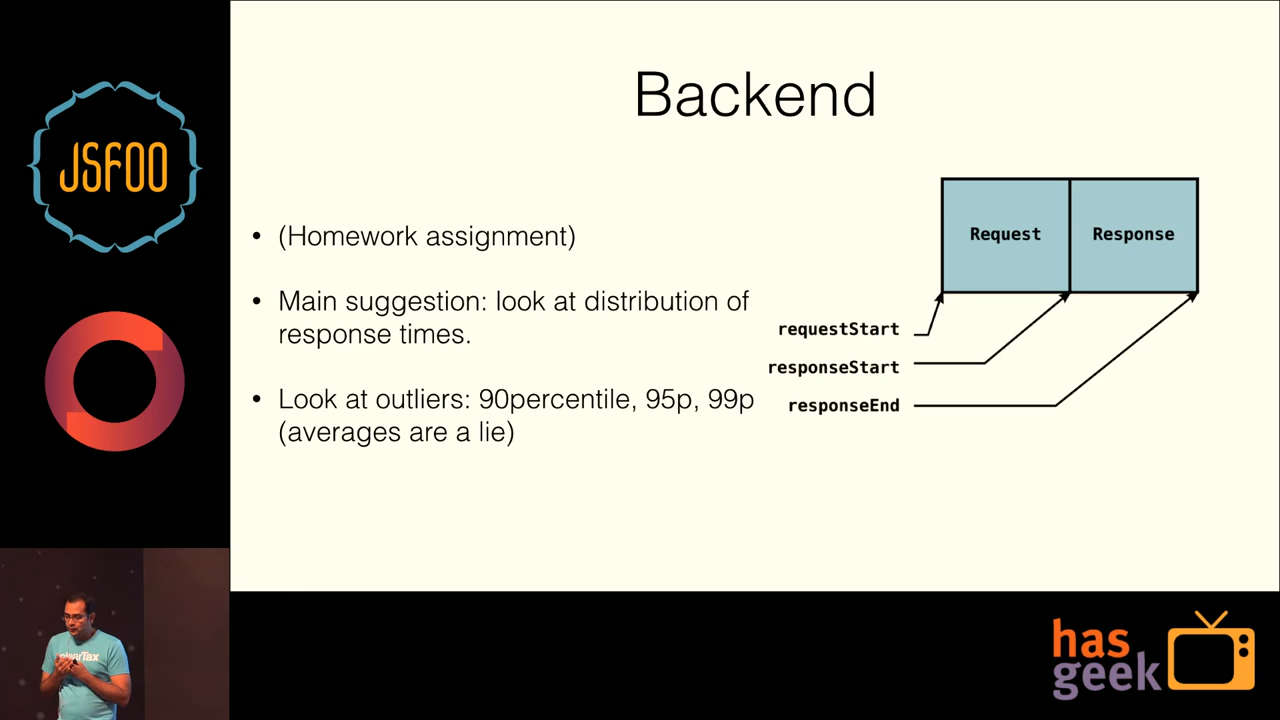 JSFOO
Backend
• (Homework assignment)
• Main suggestion: look at distribution of
response times.
• Look at outliers: 90percentile, 95p, 99p
(averages are a lie)
Request
Response
requestStart
responseStart
responseEnd
clearTax
has
geek